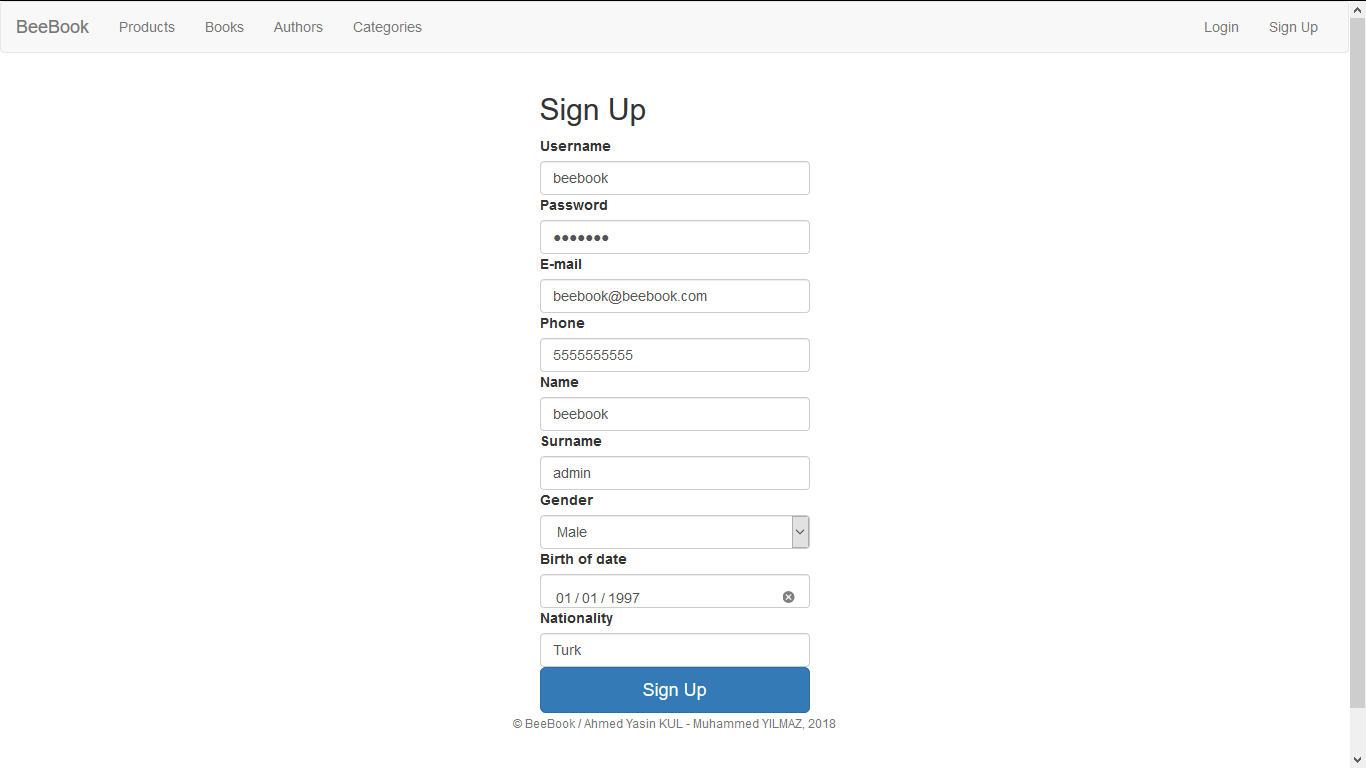 BeeBook Products Books Authors Categories Login Sign Up
Sign Up
Username
beebook
Password
●●●●●●●
E-mail
beebook@beebook.com
Phone
5555555555
Name
beebook
Surname
admin
Gender
Male
Birth of date
01 / 01 / 1997
Nationality
Turk
Sign Up
© BeeBook / Ahmed Yasin KUL - Muhammed YILMAZ, 2018